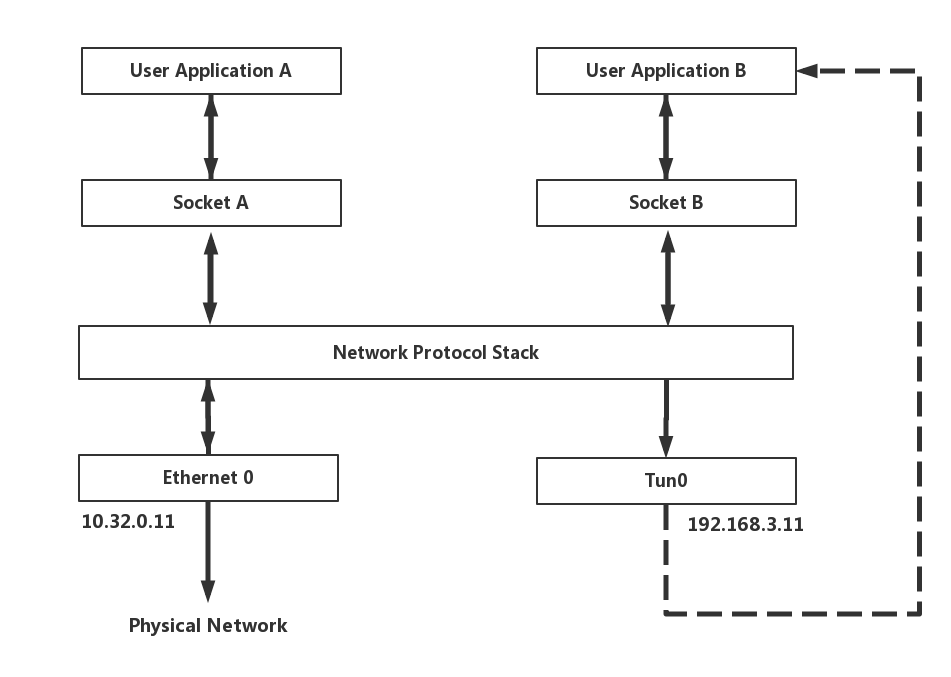 User Application A
User Application B
Socket A
Socket B
Network Protocol Stack
Ethernet 0
Tun0
10.32.0.11
192.168.3.11
Physical Network